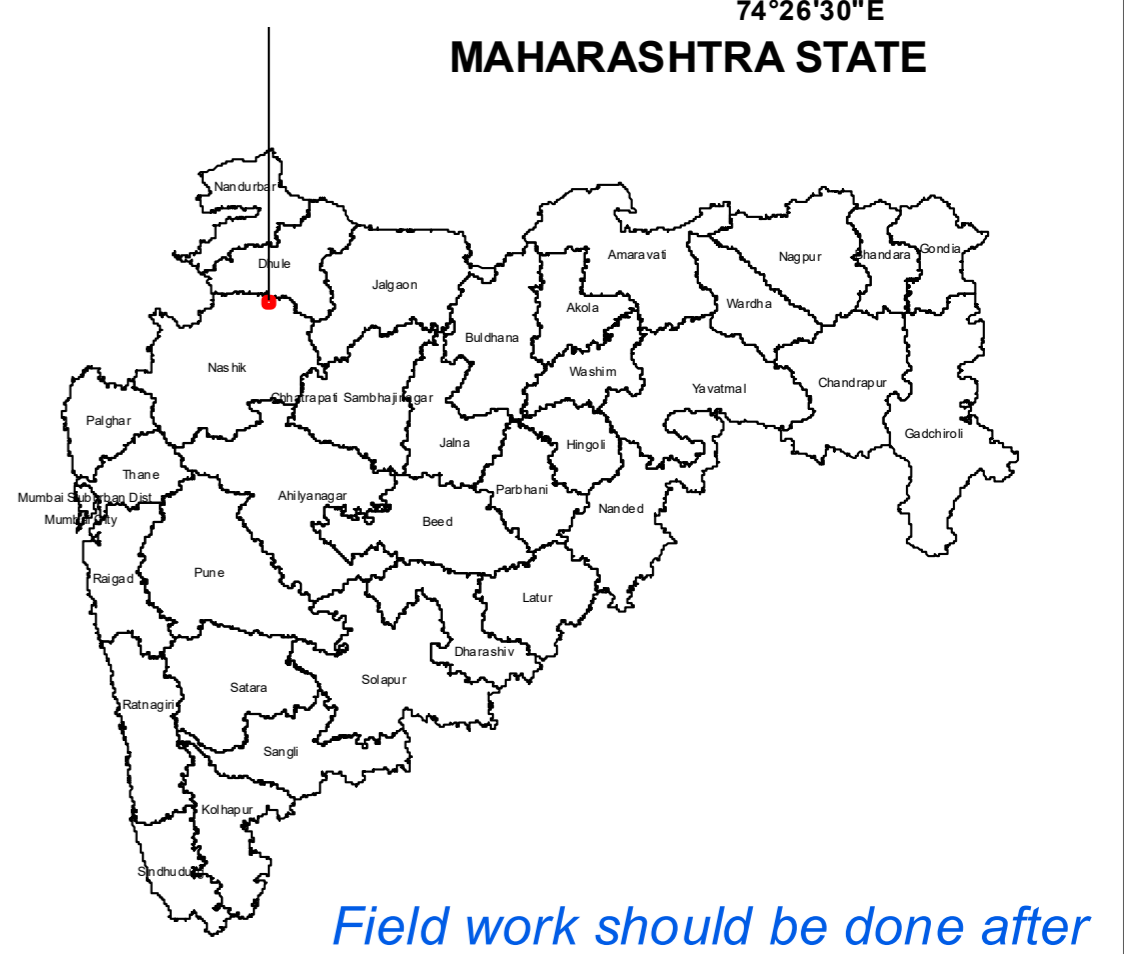 74°26'30"E
MAHARASHTRA STATE
Nandurbar
Dhule
Jalgaon
Amaravati
Nagpur
Bhandara
Gondia
Akola
Wardha
Buldhana
Nashik
Washim
Chhatrapati Sambhajinagar
Yavatmal
Chandrapur
Palghar
Jalna
Hingoli
Gadchiroli
Thane
Parbhani
Mumbai Suburban Dist
Ahilyanagar
Nanded
Mumbai City
Beed
Raigad
Pune
Latur
Dharashiv
Satara
Solapur
Ratnagiri
Sangli
Kolhapur
Sindhudurg
Field work should be done after